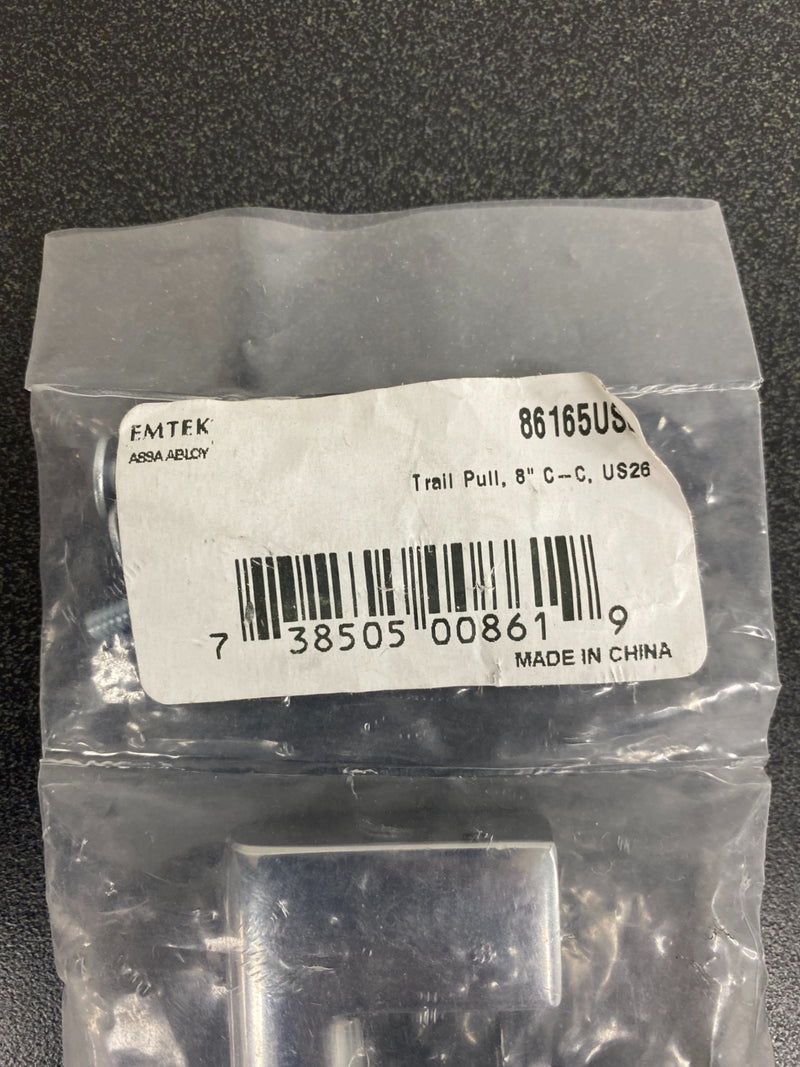 EMTEK
ASSA ABLOY
86165US
Trail Pull, 8" C-C, US26
7 38505 00861 9
MADE IN CHINA